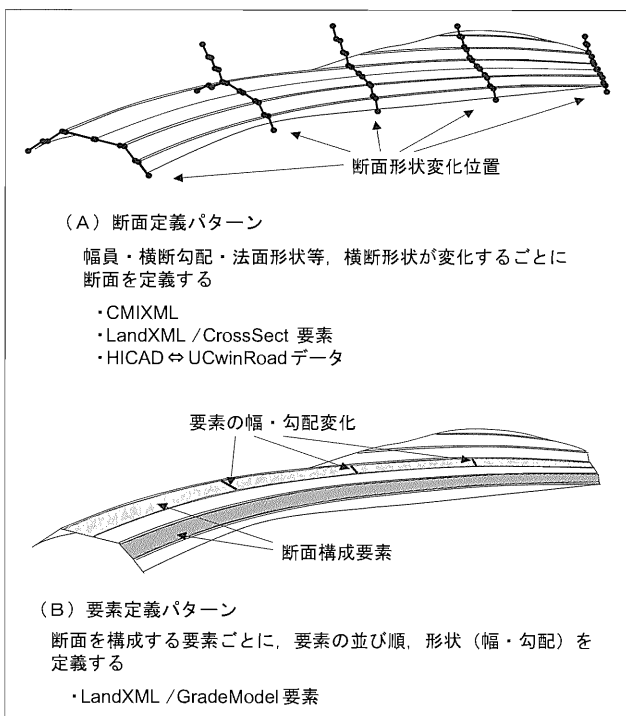 断面形状変化位置
（A）断面定義パターン
幅員・横断勾配・法面形状等，横断形状が変化するごとに
断面を定義する
・CMIXML
・LandXML /CrossSect 要素
・HICAD⇔UCwinRoadデータ
要素の幅・勾配変化
断面構成要素
（B）要素定義パターン
断面を構成する要素ごとに，要素の並び順，形状（幅・勾配）を
定義する
・LandXML /GradeModel 要素